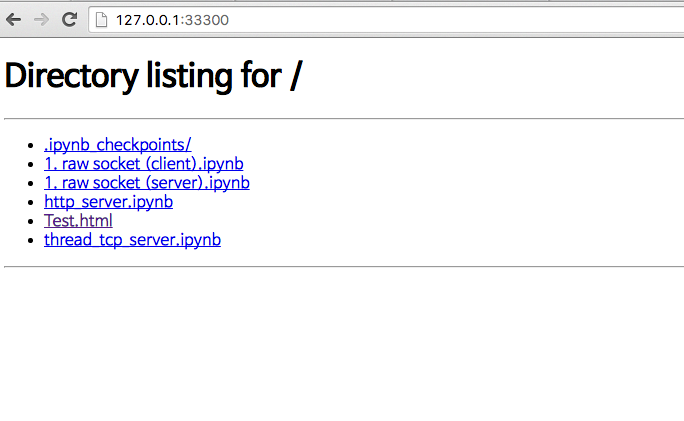 127.0.0.1:33300
Directory listing for /
.ipynb_checkpoints/
1. raw socket (client).ipynb
1. raw socket (server).ipynb
http_server.ipynb
Test.html
thread_tcp_server.ipynb